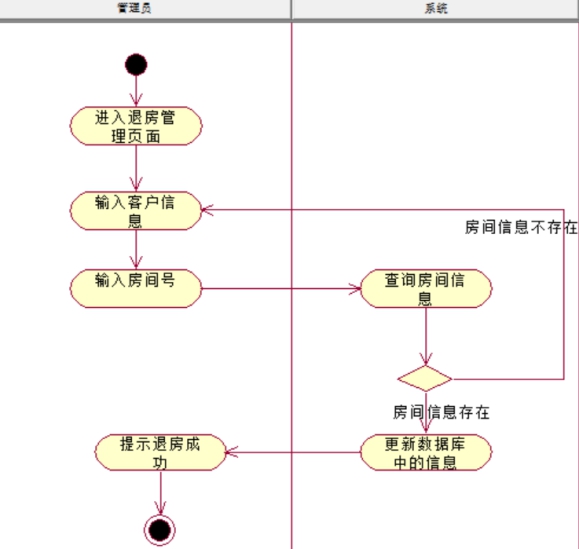 管理员
系统
进入退房管
理页面
输入客户信
息
房间信息不存在
输入房间号
查询房间信
息
房间信息存在
提示退房成
功
更新数据库
中的信息